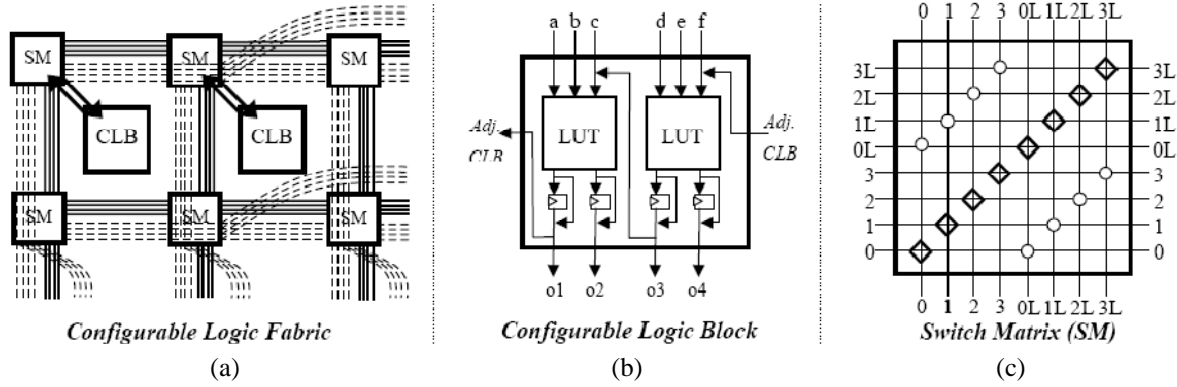 SM SM SM
CLB CLB
SM SM SM
Configurable Logic Fabric
(a)
a b c d e f
Adj. CLB
LUT LUT
Adj. CLB
o1 o2 o3 o4
Configurable Logic Block
(b)
0 1 2 3 0L 1L 2L 3L
3L 3L
2L 2L
1L 1L
0L 0L
3 3
2 2
1 1
0 0
0 1 2 3 0L 1L 2L 3L
Switch Matrix (SM)
(c)